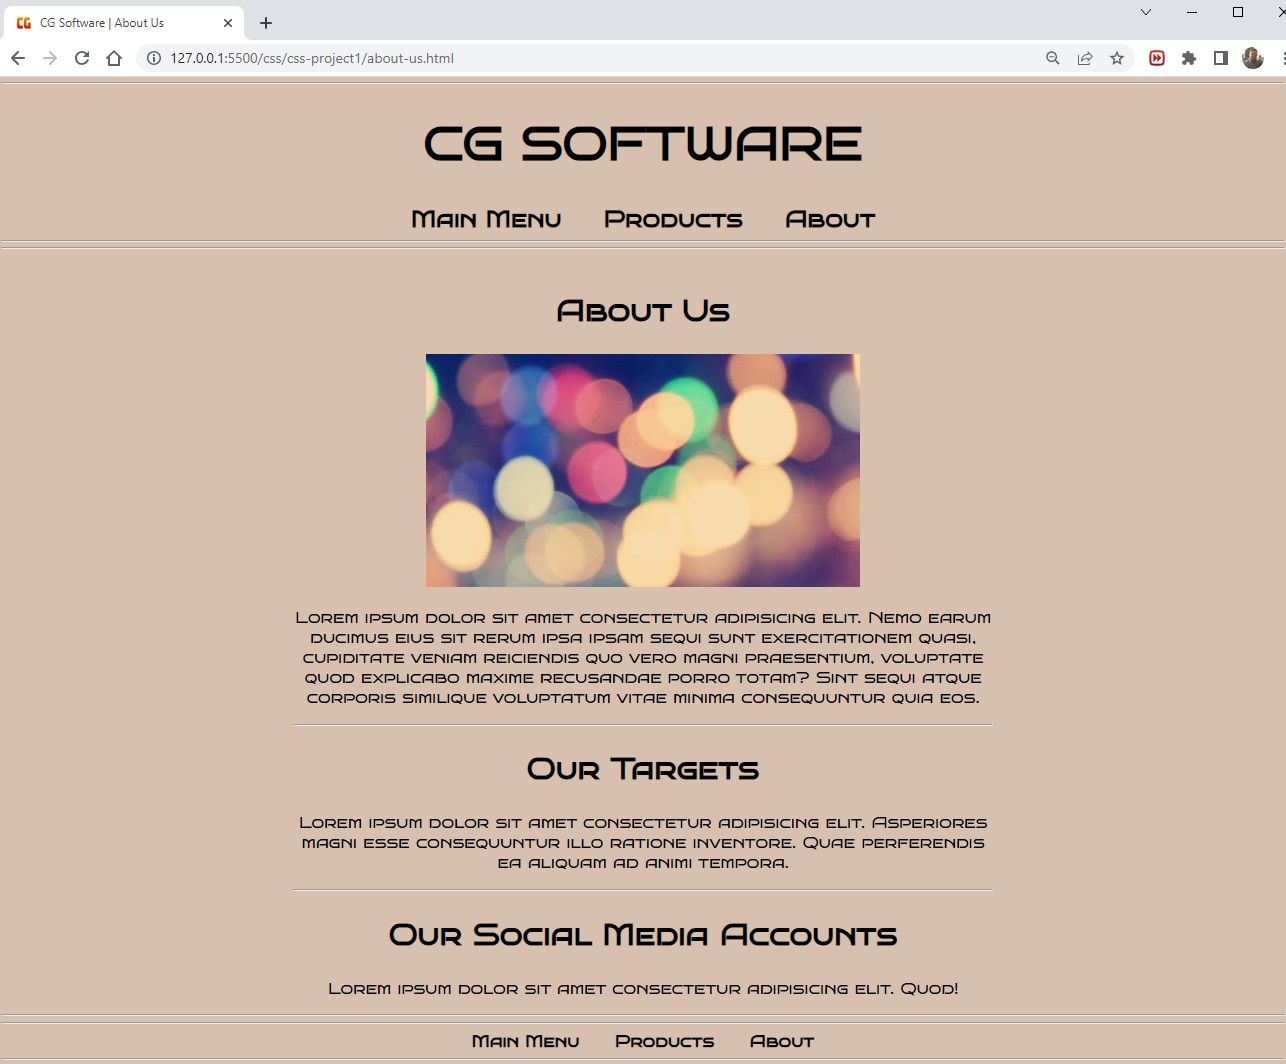 CG CG Software | About Us
127.0.0.1:5500/css/css-project1/about-us.html
CG SOFTWARE
Main Menu Products About
About Us
Lorem ipsum dolor sit amet consectetur adipisicing elit. Nemo earum
ducimus eius sit rerum ipsa ipsam sequi sunt exercitationem quasi,
cupiditate veniam reiciendis quo vero magni praesentium, voluptate
quod explicabo maxime recusandae porro totam? Sint sequi atque
corporis similique voluptatum vitae minima consequuntur quia eos.
Our Targets
Lorem ipsum dolor sit amet consectetur adipisicing elit. Asperiores
magni esse consequuntur illo ratione inventore. Quae perferendis
ea aliquam ad animi tempora.
Our Social Media Accounts
Lorem ipsum dolor sit amet consectetur adipisicing elit. Quod!
Main Menu Products About